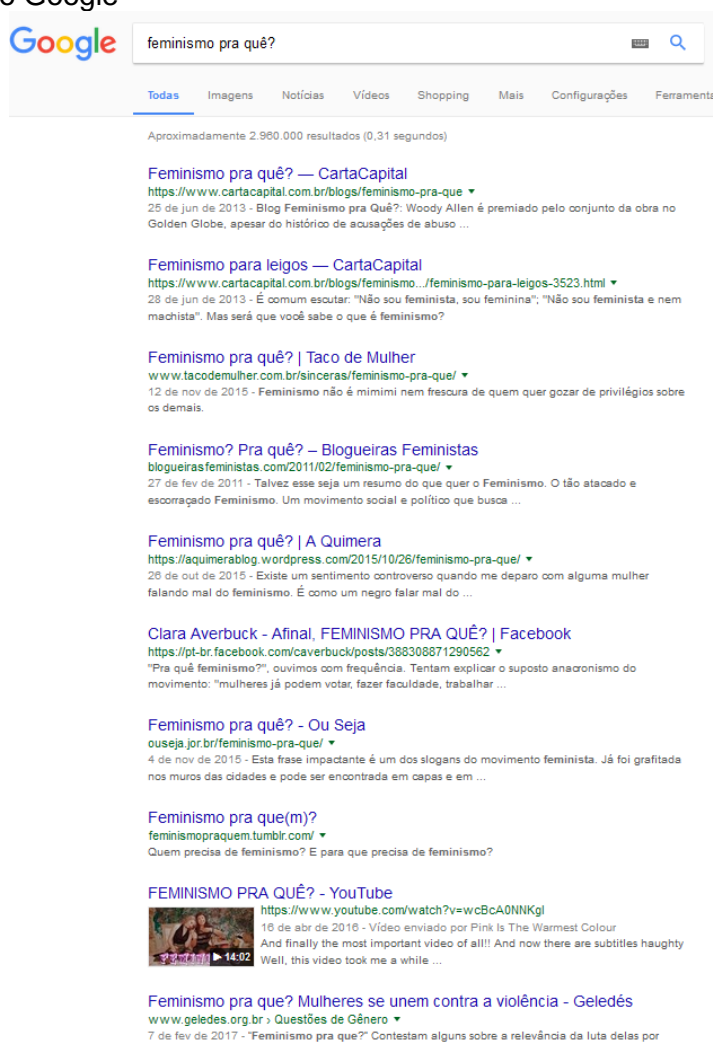 o Google
Google feminismo pra quê?
Todas Imagens Notícias Vídeos Shopping Mais Configurações Ferramenta
Aproximadamente 2.960.000 resultados (0,31 segundos)
Feminismo pra quê? — CartaCapital
https://www.cartacapital.com.br/blogs/feminismo-pra-que
25 de jun de 2013 - Blog Feminismo pra Quê?: Woody Allen é premiado pelo conjunto da obra no
Golden Globe, apesar do histórico de acusações de abuso ...
Feminismo para leigos — CartaCapital
https://www.cartacapital.com.br/blogs/feminismo.../feminismo-para-leigos-3523.html
28 de jun de 2013 - É comum escutar: "Não sou feminista, sou feminina"; "Não sou feminista e nem
machista". Mas será que você sabe o que é feminismo?
Feminismo pra quê? | Taco de Mulher
www.tacodemulher.com.br/sinceras/feminismo-pra-que/
12 de nov de 2015 - Feminismo não é mimimi nem frescura de quem quer gozar de privilégios sobre
os demais.
Feminismo? Pra quê? – Blogueiras Feministas
blogueirasfeministas.com/2011/02/feminismo-pra-que/
27 de fev de 2011 - Talvez esse seja um resumo do que quer o Feminismo. O tão atacado e
escorraçado Feminismo. Um movimento social e político que busca ...
Feminismo pra quê? | A Quimera
https://aquimerablog.wordpress.com/2015/10/26/feminismo-pra-que/
26 de out de 2015 - Existe um sentimento controverso quando me deparo com alguma mulher
falando mal do feminismo. É como um negro falar mal do ...
Clara Averbuck - Afinal, FEMINISMO PRA QUÊ? | Facebook
https://pt-br.facebook.com/caverbuck/posts/388308871290562
"Pra quê feminismo?", ouvimos com frequência. Tentam explicar o suposto anacronismo do
movimento: "mulheres já podem votar, fazer faculdade, trabalhar ...
Feminismo pra quê? - Ou Seja
ouseja.jor.br/feminismo-pra-que/
4 de nov de 2015 - Esta frase impactante é um dos slogans do movimento feminista. Já foi grafitada
nos muros das cidades e pode ser encontrada em capas e em ...
Feminismo pra que(m)?
feminismopraquem.tumblr.com/
Quem precisa de feminismo? E para que precisa de feminismo?
FEMINISMO PRA QUÊ? - YouTube
https://www.youtube.com/watch?v=wcBcA0NNKgI
16 de abr de 2016 - Vídeo enviado por Pink Is The Warmest Colour
And finally the most important video of all!! And now there are subtitles haughty
14:02 Well, this video took me a while ...
Feminismo pra que? Mulheres se unem contra a violência - Geledés
www.geledes.org.br › Questões de Gênero
7 de fev de 2017 - "Feminismo pra que?" Contestam alguns sobre a relevância da luta delas por